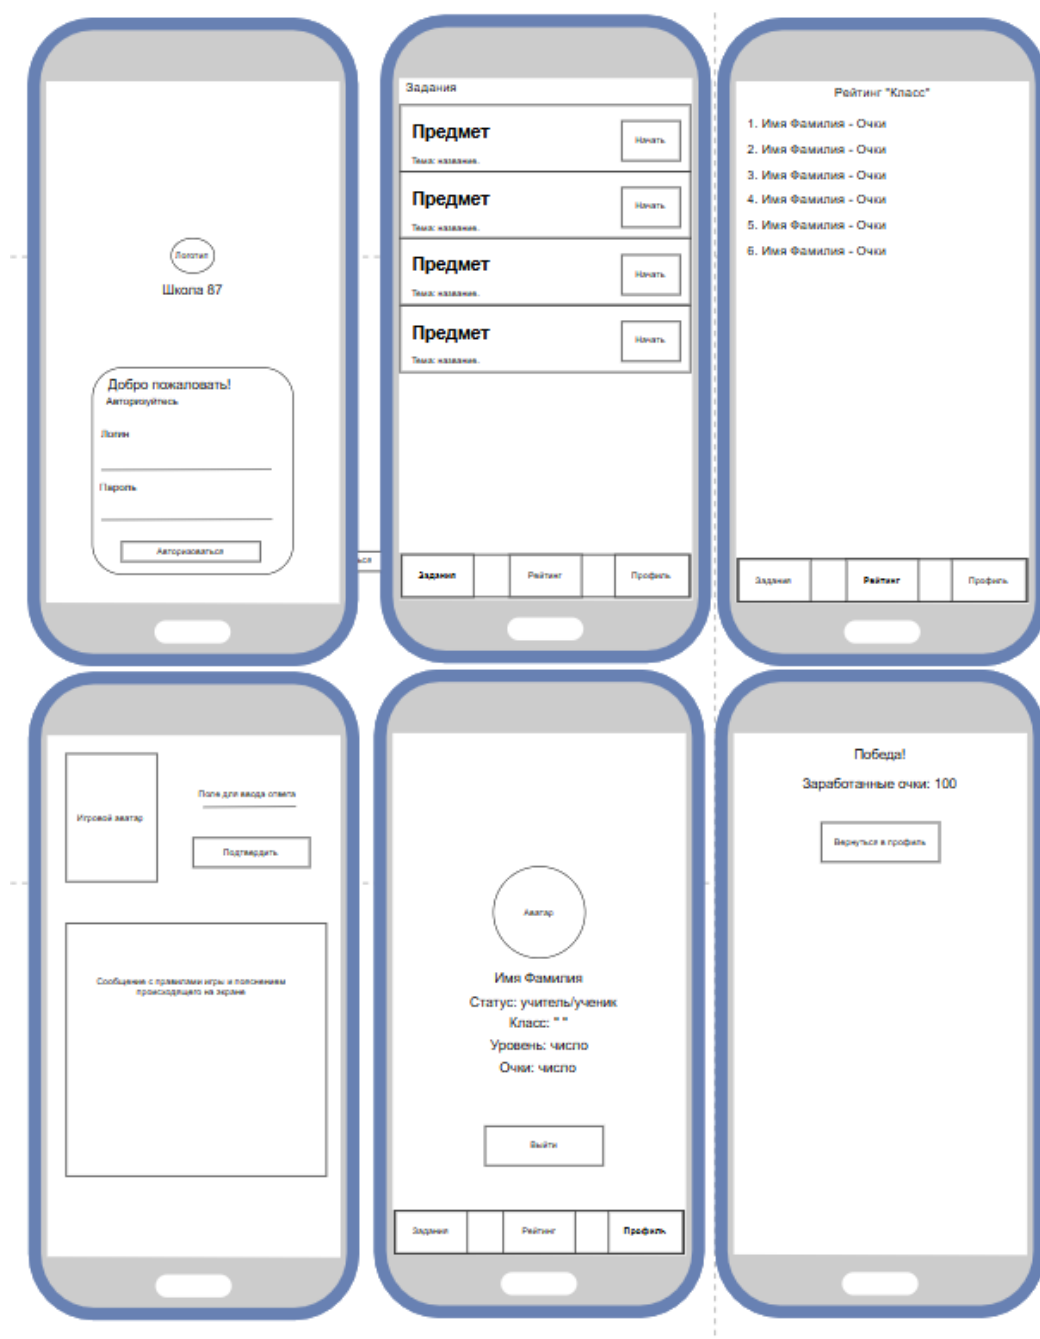 Логотип
Школа 87
Добро пожаловать!
Авторизуйтесь
Логин
Пароль
Авторизоваться
ься
Задания
Предмет
Начать
Тема: название.
Предмет
Начать
Тема: название.
Предмет
Начать
Тема: название.
Предмет
Начать
Тема: название.
Задания
Рейтинг
Профиль
Рейтинг "Класс"
1. Имя Фамилия - Очки
2. Имя Фамилия - Очки
3. Имя Фамилия - Очки
4. Имя Фамилия - Очки
5. Имя Фамилия - Очки
6. Имя Фамилия - Очки
Задания
Рейтинг
Профиль
Игровой аватар
Поле для ввода ответа
Подтвердить
Сообщение с правилами игры и пояснением
происходящего на экране
Аватар
Имя Фамилия
Статус: учитель/ученик
Класс: " "
Уровень: число
Очки: число
Выйти
Задания
Рейтинг
Профиль
Победа!
Заработанные очки: 100
Вернуться в профиль